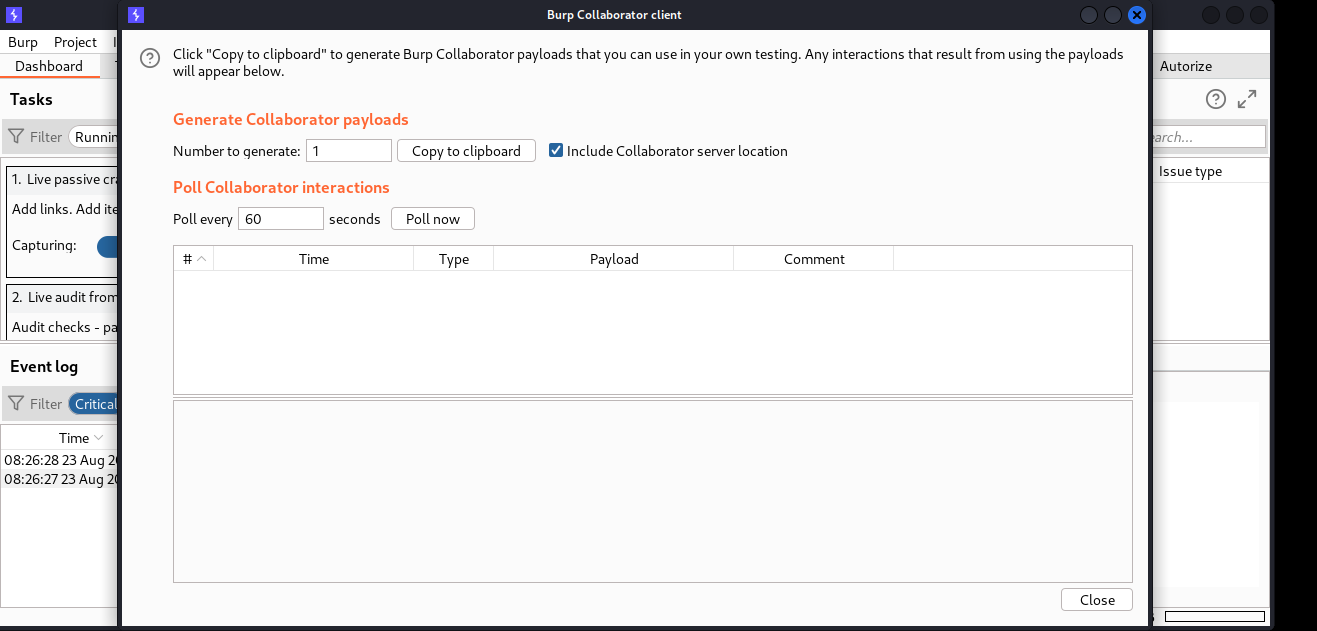 Burp Collaborator client
Burp Project
Dashboard
Autorize
Click "Copy to clipboard" to generate Burp Collaborator payloads that you can use in your own testing. Any interactions that result from using the payloads
will appear below.
Tasks
Filter Runnin
earch...
Generate Collaborator payloads
Number to generate: 1 Copy to clipboard Include Collaborator server location
1. Live passive cra
Issue type
Poll Collaborator interactions
Add links. Add ite
Poll every 60 seconds Poll now
Capturing:
# Time Type Payload Comment
2. Live audit from
Audit checks - pa
Event log
Filter Critical
Time
08:26:28 23 Aug 20
08:26:27 23 Aug 20
Close